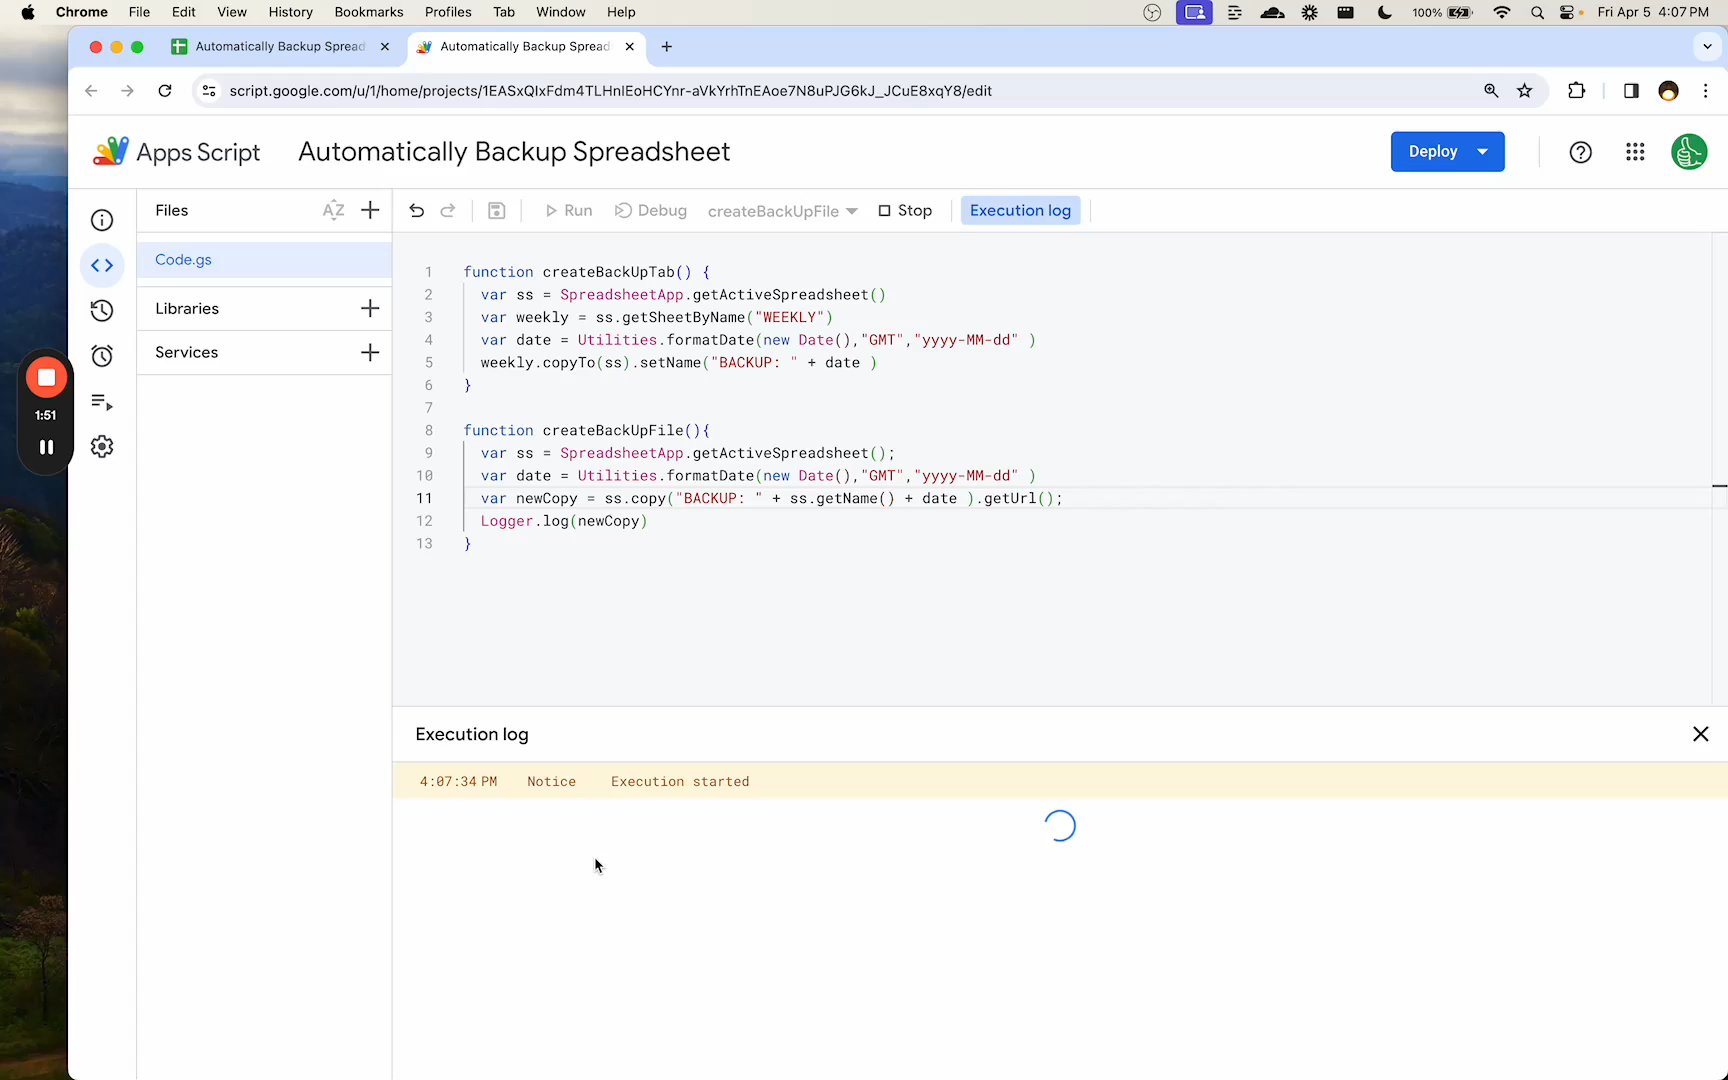 Chrome File Edit View History Bookmarks Profiles Tab Window Help 100% Fri Apr 5 4:07 PM
Automatically Backup Spread
Automatically Backup Spread
script.google.com/u/1/home/projects/1EASxQIxFdm4TLHnlEoHCYnr-aVkYrhTnEAoe7N8uPJG6kJ_JCuE8xqY8/edit
Apps Script Automatically Backup Spreadsheet Deploy
Files AZ Run Debug createBackUpFile Stop Execution log
Code.gs
Libraries
Services
1:51
1 function createBackUpTab() {
2 var ss = SpreadsheetApp.getActiveSpreadsheet()
3 var weekly = ss.getSheetByName("WEEKLY")
4 var date = Utilities.formatDate(new Date(),"GMT","yyyy-MM-dd" )
5 weekly.copyTo(ss).setName("BACKUP: " + date )
6 }
7
8 function createBackUpFile(){
9 var ss = SpreadsheetApp.getActiveSpreadsheet();
10 var date = Utilities.formatDate(new Date(),"GMT","yyyy-MM-dd" )
11 var newCopy = ss.copy("BACKUP: " + ss.getName() + date ).getUrl();
12 Logger.log(newCopy)
13 }
Execution log
4:07:34 PM Notice Execution started